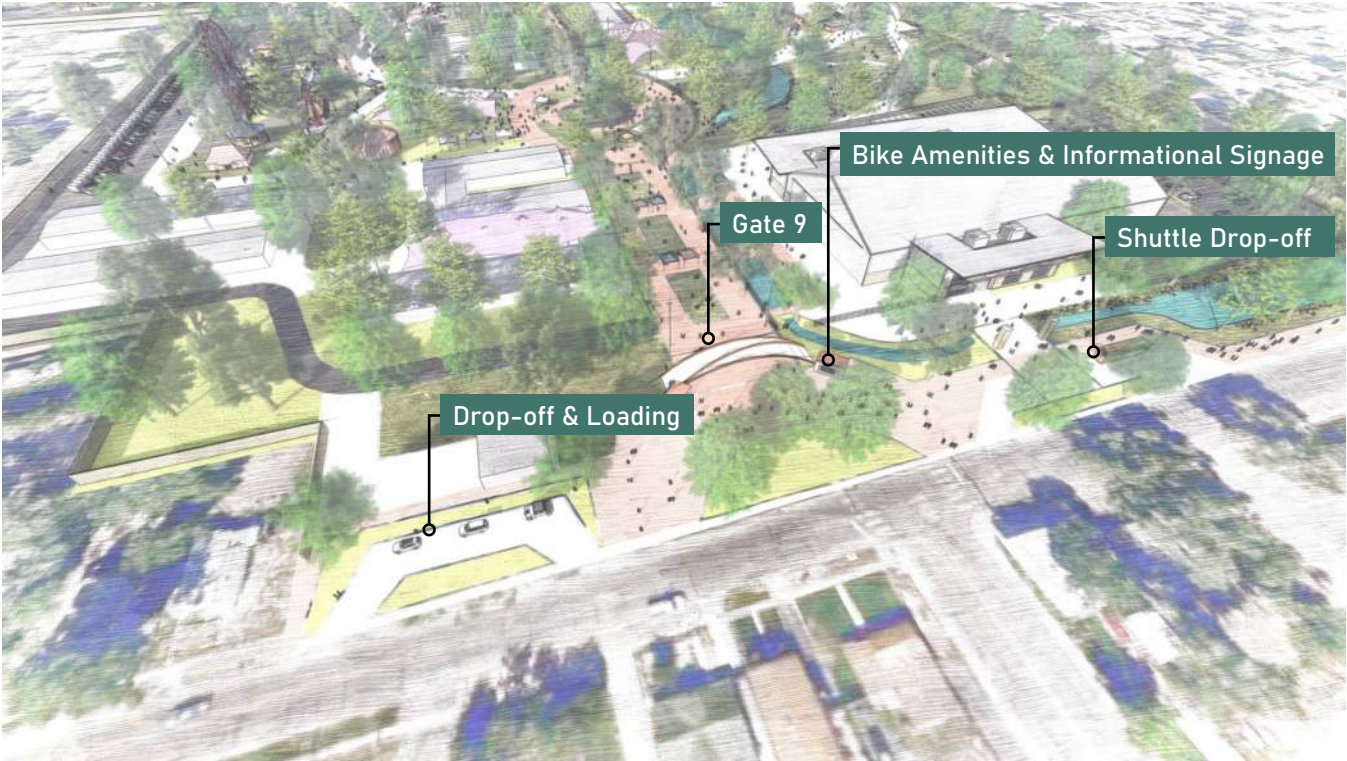 Bike Amenities & Informational Signage
Gate 9
Shuttle Drop-off
Drop-off & Loading